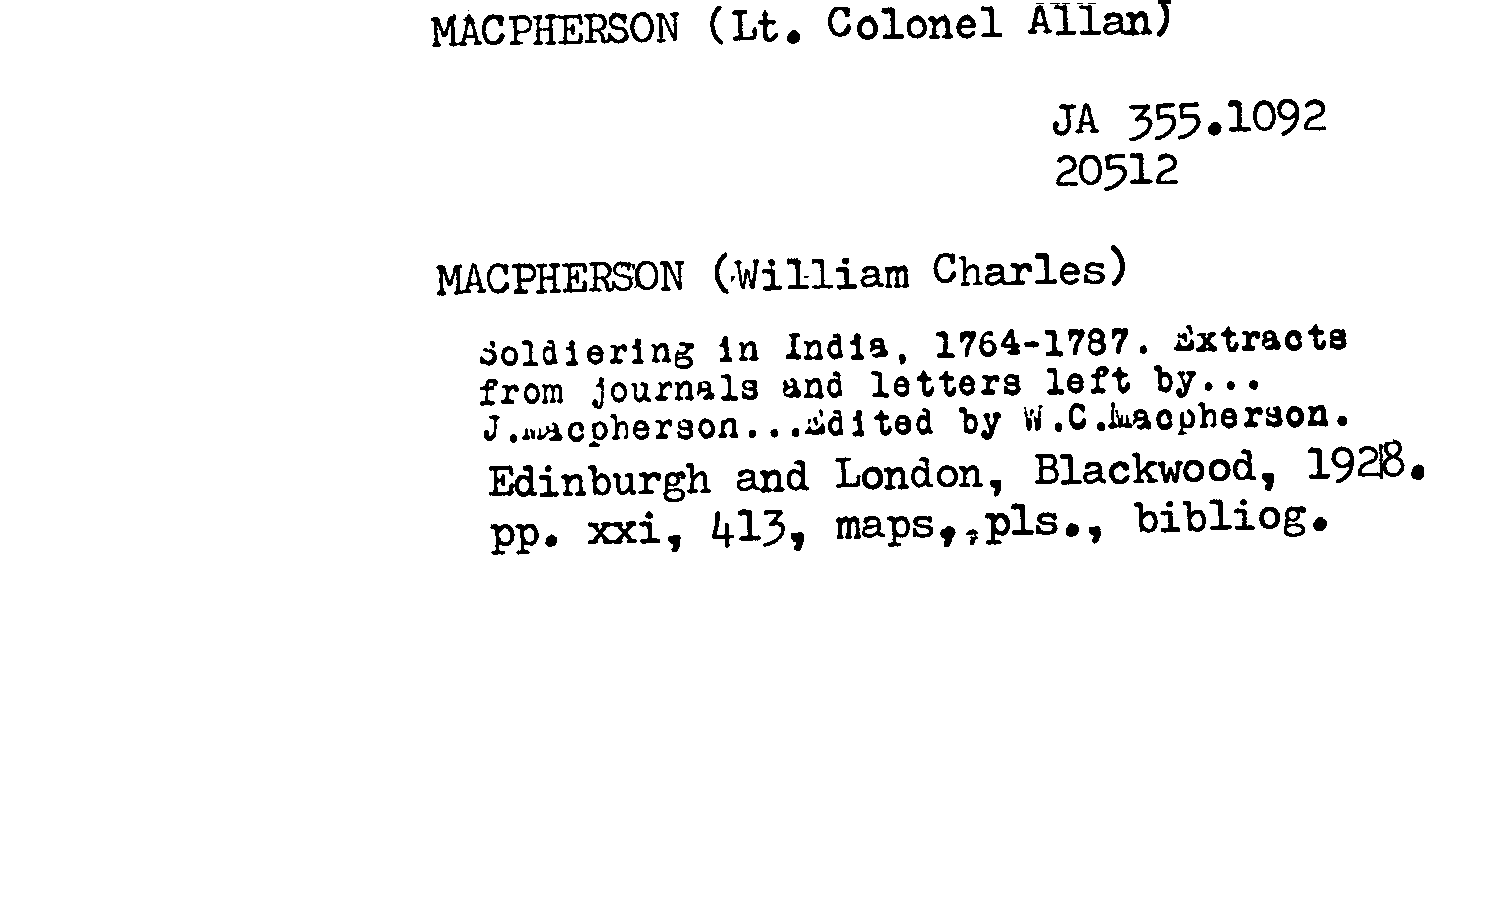 MACPHERSON (Lt. Colonel Allan)
JA 355.1092
20512
MACPHERSON (William Charles)
Soldiering in India, 1764-1787. Extracts
from journals and letters left by...
J.Macpherson...Edited by W.C.Macpherson.
Edinburgh and London, Blackwood, 1928.
pp. xxi, 413, maps,,pls., bibliog.